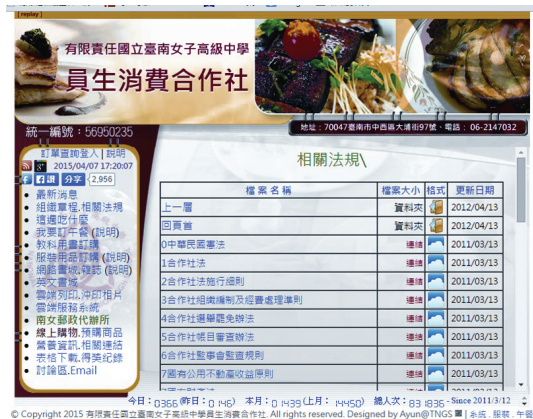 [ replay ]
有限責任國立臺南女子高級中學
員生消費合作社
統一編號：56950235
地址：70047臺南市中西區大埔街97號、電話：06-2147032
訂單查詢登入 | 說明
2015/04/07 17:20:07
f 說 分享 2,956
最新消息
組織章程.相關法規
這週吃什麼
我要訂午餐 (說明)
教科用書訂購
服裝用品訂購 (說明)
網路書城.雜誌 (說明)
英文書城
雲端列印.沖印相片
雲端服務系統
南女郵政代辦所
線上購物.預購商品
營養資訊.相關連結
表格下載.得獎紀錄
討論區.Email
相關法規\
檔案名稱 檔案大小 格式 更新日期
上一層 資料夾 2012/04/13
回頁首 資料夾 2012/04/13
0中華民國憲法 連結 2011/03/13
1合作社法 連結 2011/03/13
2合作社法施行細則 連結 2011/03/13
3合作社組織編制及經費處理準則 連結 2011/03/13
4合作社選舉罷免辦法 連結 2011/03/13
5合作社帳目審查辦法 連結 2011/03/13
6合作社監事會監查規則 連結 2011/03/13
7國有公用不動產收益原則 連結 2011/03/13
今日：0366 (昨日：0146) 本月：01439 (上月：14450) 總人次：831836 - Since 2011/3/12
© Copyright 2015 有限責任國立臺南女子高級中學員生消費合作社. All rights reserved. Designed by Ayun@TNGS | 系統. 服裝. 午餐